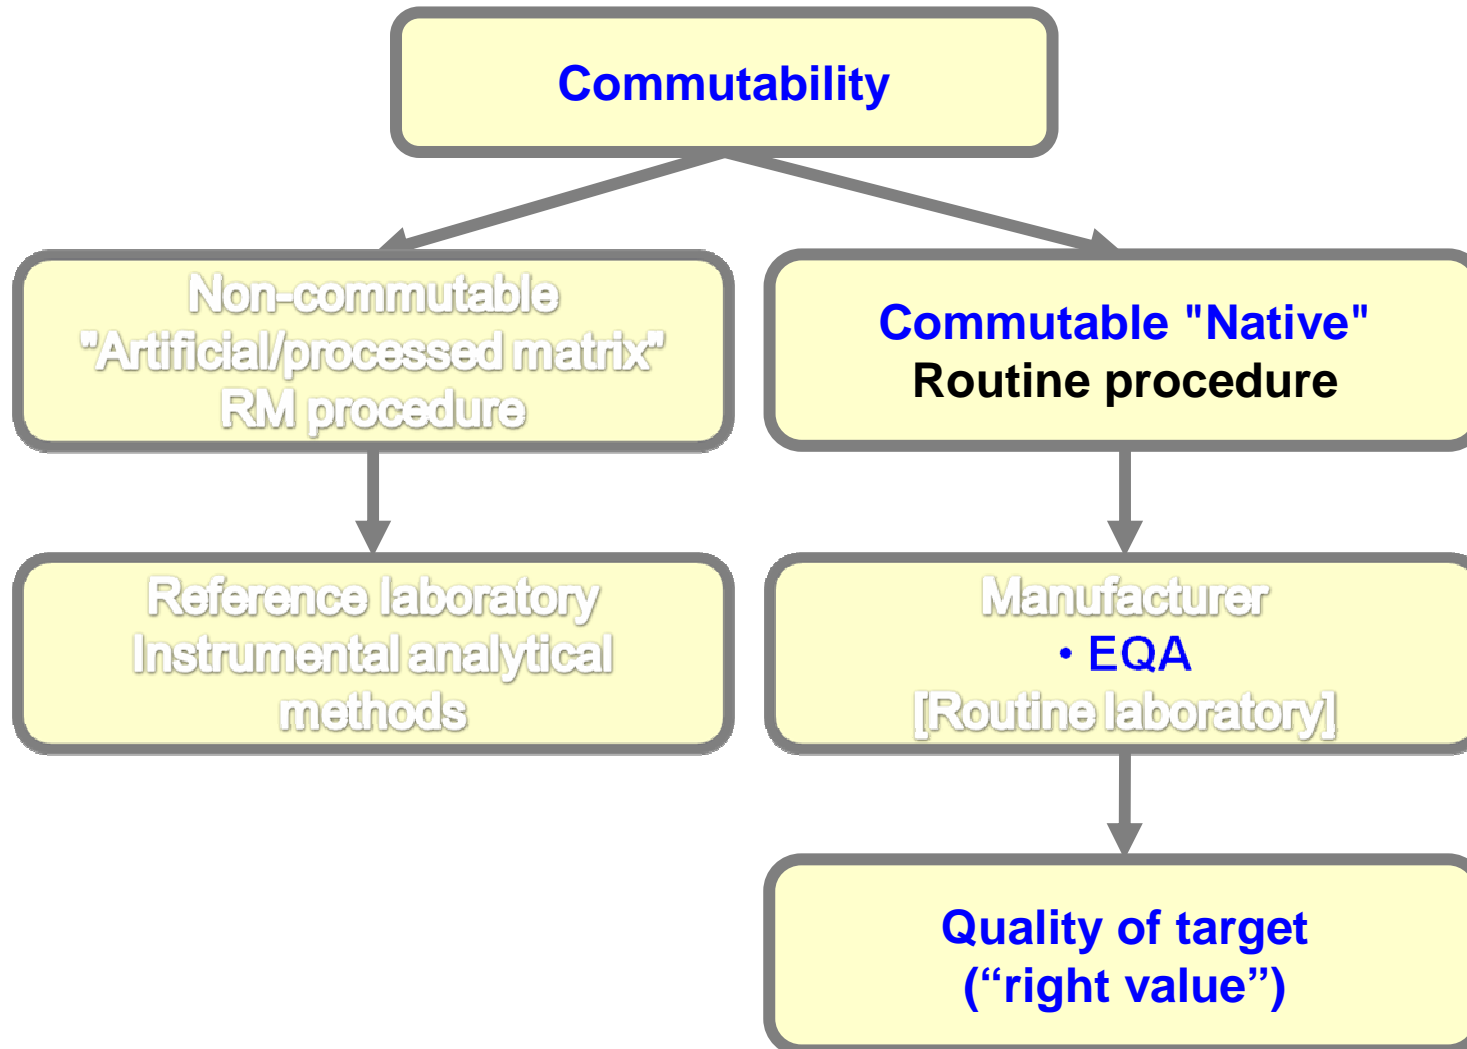 Commutability
Non-commutable
"Artificial/processed matrix"
RM procedure
Commutable "Native"
Routine procedure
Reference laboratory
Instrumental analytical
methods
Manufacturer
• EQA
[Routine laboratory]
Quality of target
(“right value”)